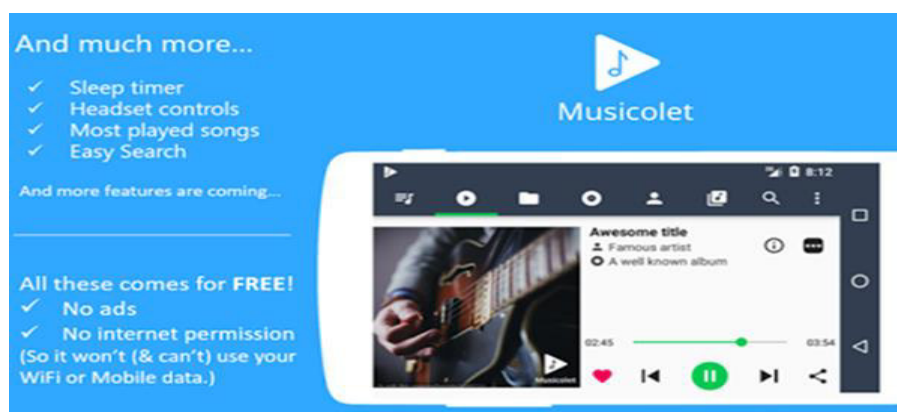 And much more...
✓ Sleep timer
✓ Headset controls
✓ Most played songs
✓ Easy Search
And more features are coming...
All these comes for FREE!
✓ No ads
✓ No internet permission
(So it won't (& can't) use your
WiFi or Mobile data.)
Musicolet
8:12
Awesome title
Famous artist
A well known album
02:45
03:54
Musicolet